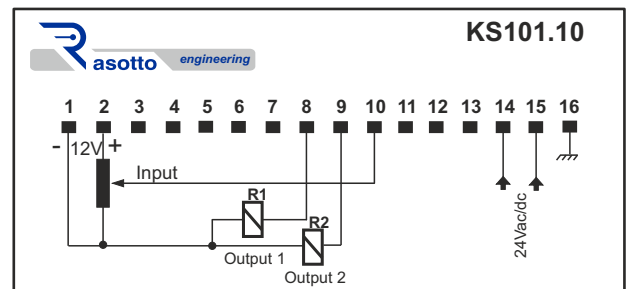 KS101.10
Rasotto engineering
1 2 3 4 5 6 7 8 9 10 11 12 13 14 15 16
- 12V +
Input
R1
R2
Output 1
Output 2
24Vac/dc